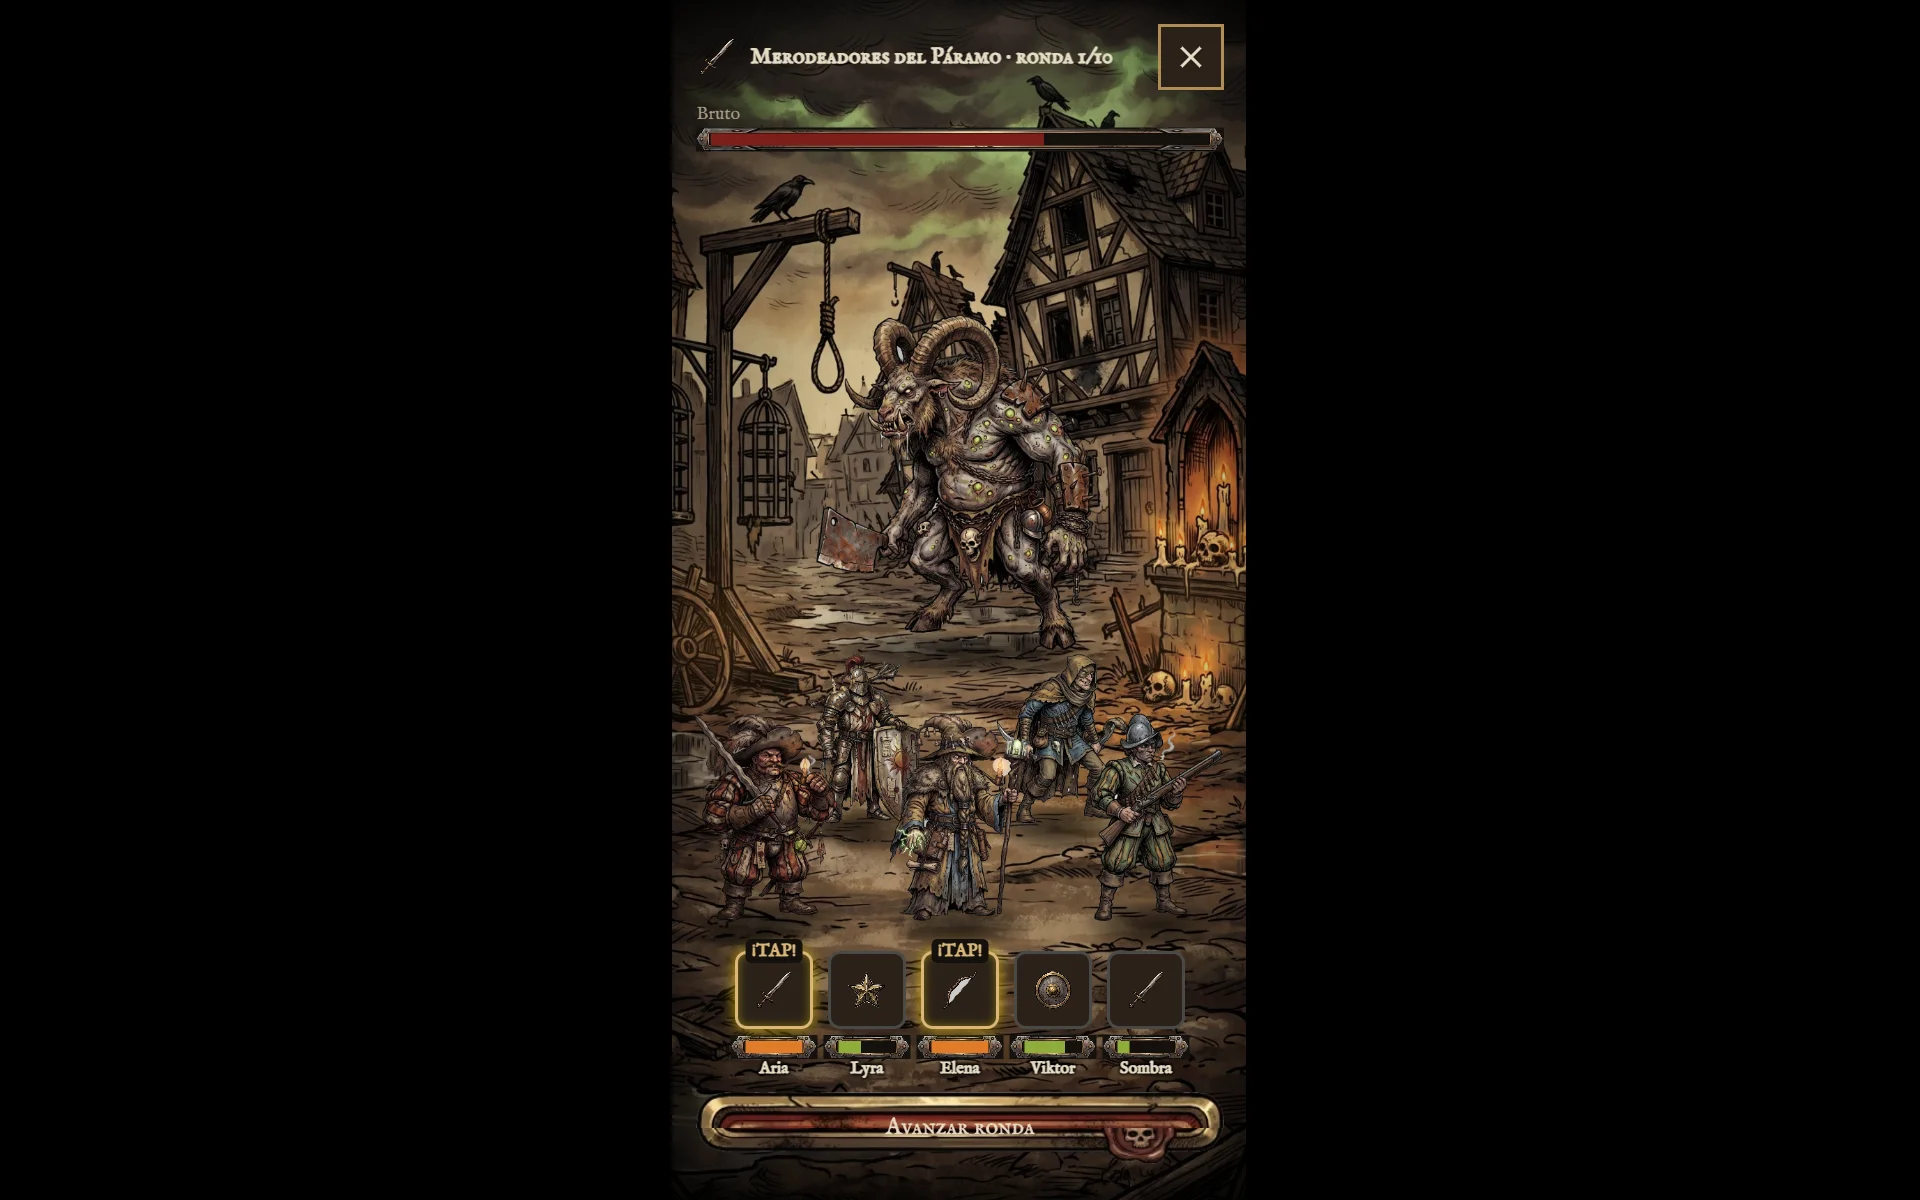 Merodeadores del Páramo · ronda 1/10
Bruto
¡TAP! ¡TAP!
Aria Lyra Elena Viktor Sombra
Avanzar ronda